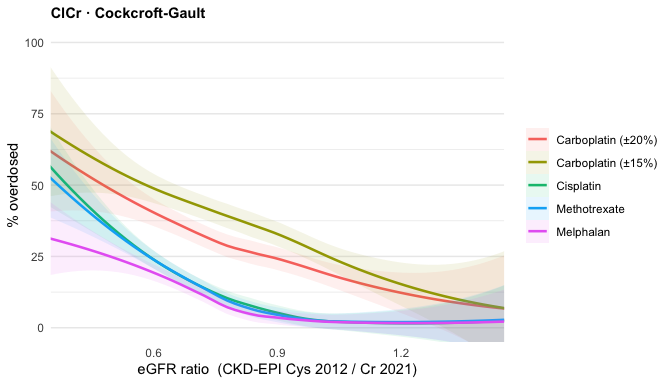 ClCr · Cockcroft-Gault
100
75
50
25
0
% overdosed
0.6
0.9
1.2
eGFR ratio (CKD-EPI Cys 2012 / Cr 2021)
Carboplatin (±20%)
Carboplatin (±15%)
Cisplatin
Methotrexate
Melphalan